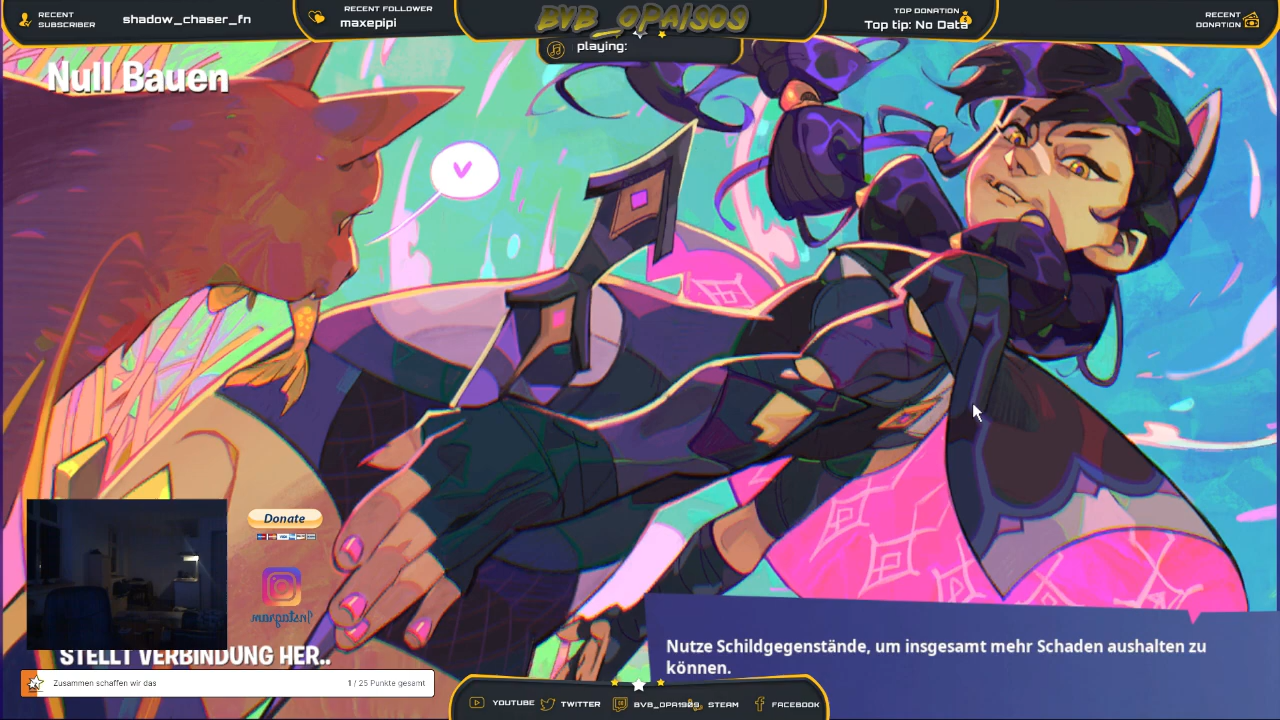 RECENT
SUBSCRIBER
shadow_chaser_fn
RECENT FOLLOWER
maxepipi
BVB_OPA1909
playing:
TOP DONATION
Top tip: No Data
RECENT
DONATION
Null Bauen
Donate
STELLT VERBINDUNG HER..
Zusammen schaffen wir das
1 / 25 Punkte gesamt
Nutze Schildgegenstände, um insgesamt mehr Schaden aushalten zu
können.
YOUTUBE
TWITTER
BVB_OPA1909
STEAM
FACEBOOK